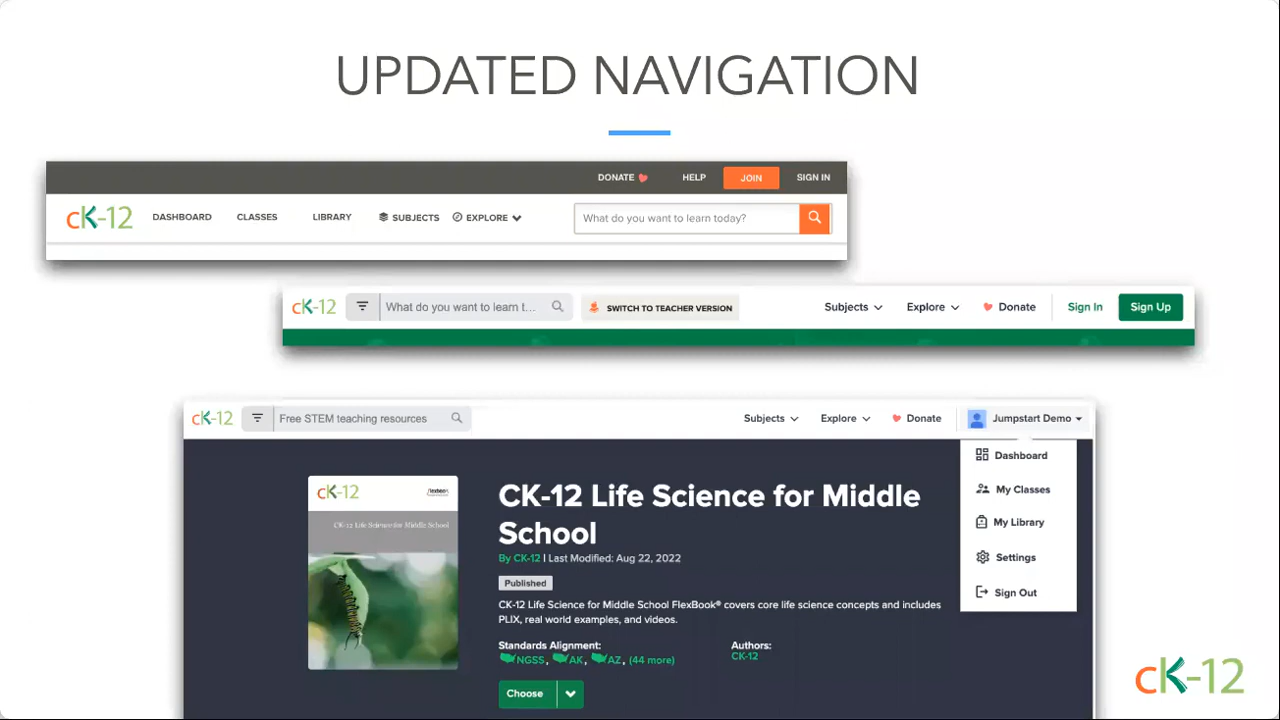 UPDATED NAVIGATION
DONATE HELP JOIN SIGN IN
cK-12 DASHBOARD CLASSES LIBRARY SUBJECTS EXPLORE What do you want to learn today?
cK-12 What do you want to learn t... SWITCH TO TEACHER VERSION Subjects Explore Donate Sign In Sign Up
cK-12 Free STEM teaching resources Subjects Explore Donate Jumpstart Demo
Dashboard
My Classes
My Library
Settings
Sign Out
cK-12 flexbook
CK-12 Life Science for Middle School
CK-12 Life Science for Middle
School
By CK-12 | Last Modified: Aug 22, 2022
Published
CK-12 Life Science for Middle School FlexBook® covers core life science concepts and includes
PLIX, real world examples, and videos.
Standards Alignment:
NGSS, AK, AZ, (44 more)
Authors:
CK-12
Choose
cK-12